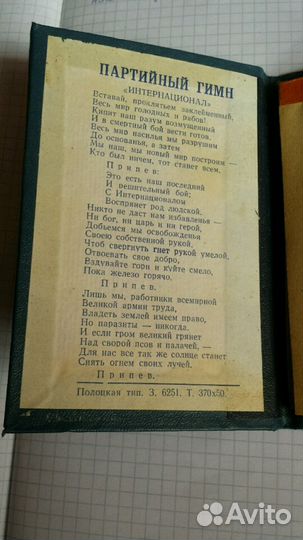 ПАРТИЙНЫЙ ГИМН
«ИНТЕРНАЦИОНАЛ»
Вставай, проклятьем заклейменный,
Весь мир голодных и рабов!
Кипит наш разум возмущенный
И в смертный бой вести готов.
Весь мир насилья мы разрушим
До основанья, а затем
Мы наш, мы новый мир построим —
Кто был ничем, тот станет всем.
Припев:
Это есть наш последний
И решительный бой;
С Интернационалом
Воспрянет род людской.
Никто не даст нам избавленья —
Ни бог, ни царь и ни герой,
Добьемся мы освобожденья
Своею собственной рукой.
Чтоб свергнуть гнет рукой умелой,
Отвоевать свое добро,
Вздувайте горн и куйте смело,
Пока железо горячо.
Припев.
Лишь мы, работники всемирной
Великой армии труда,
Владеть землей имеем право,
Но паразиты — никогда.
И если гром великий грянет
Над сворой псов и палачей, —
Для нас все так же солнце станет
Сиять огнем своих лучей.
Припев.
Полоцкая тип. З. 6251. Т. 370х50.
Avito